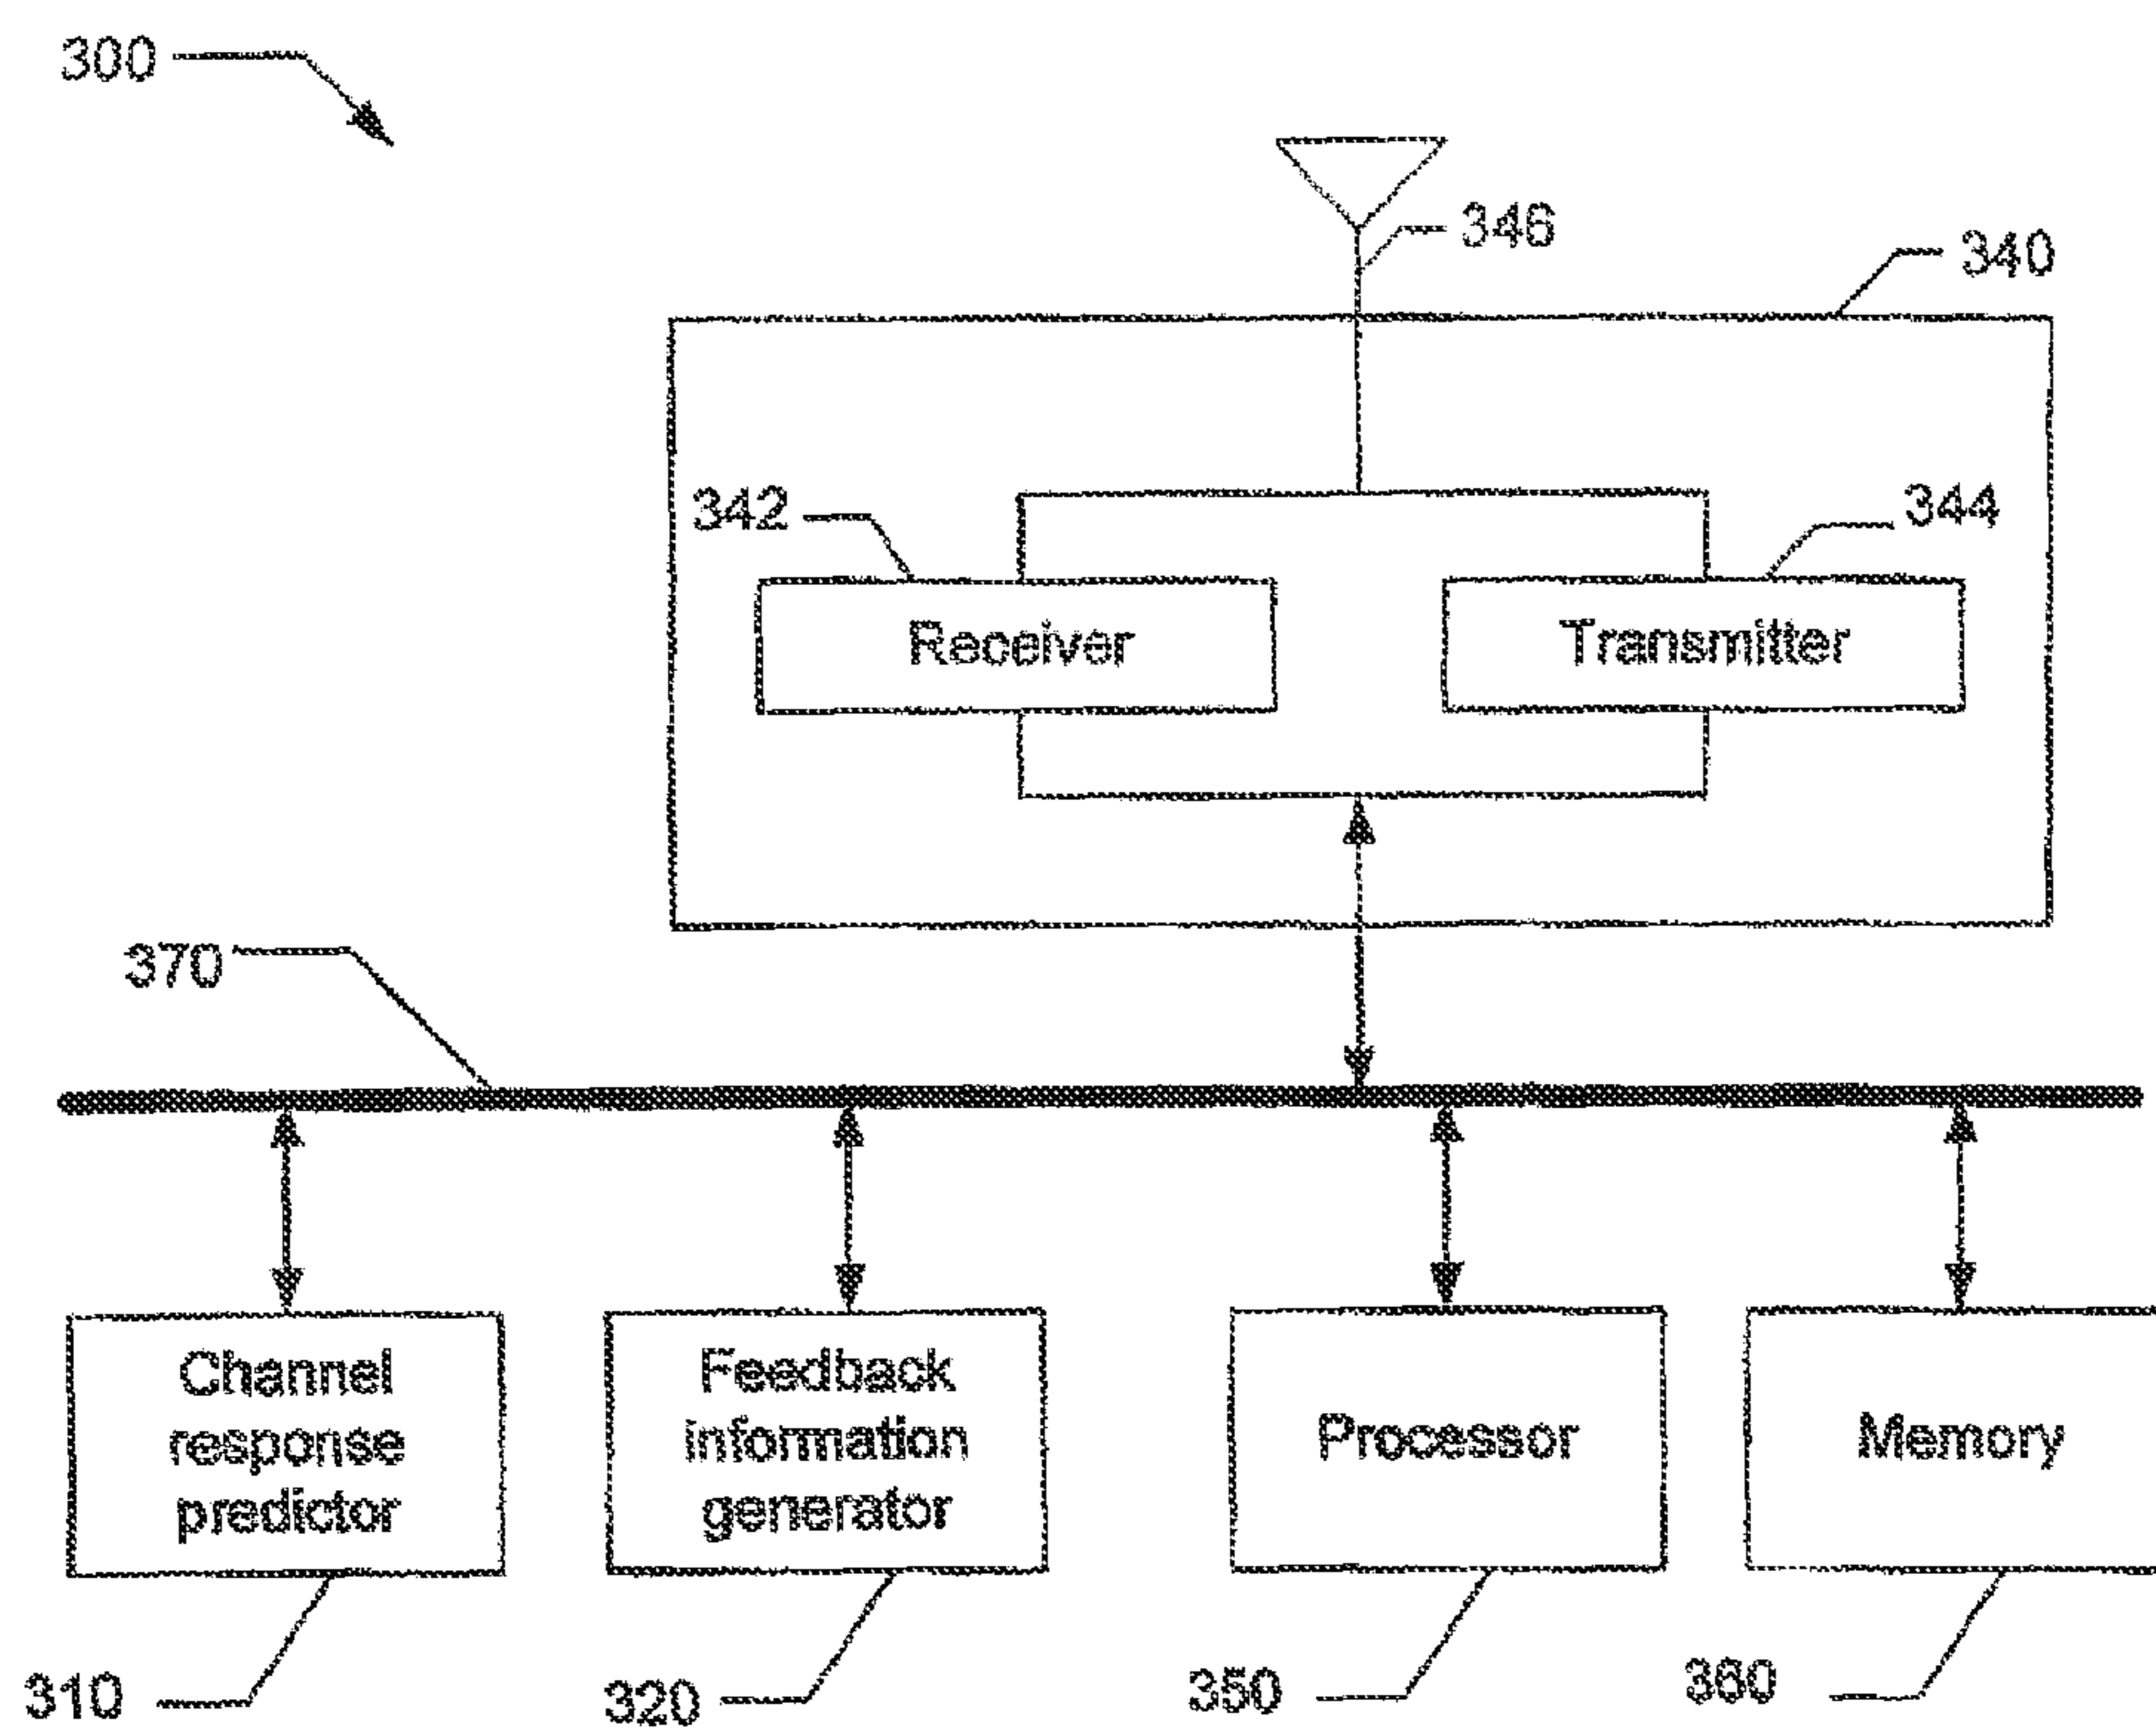 300
346
340
342
344
Receiver
Transmitter
370
Channel
response
predictor
Feedback
information
generator
Processor
Memory
310
320
350
360